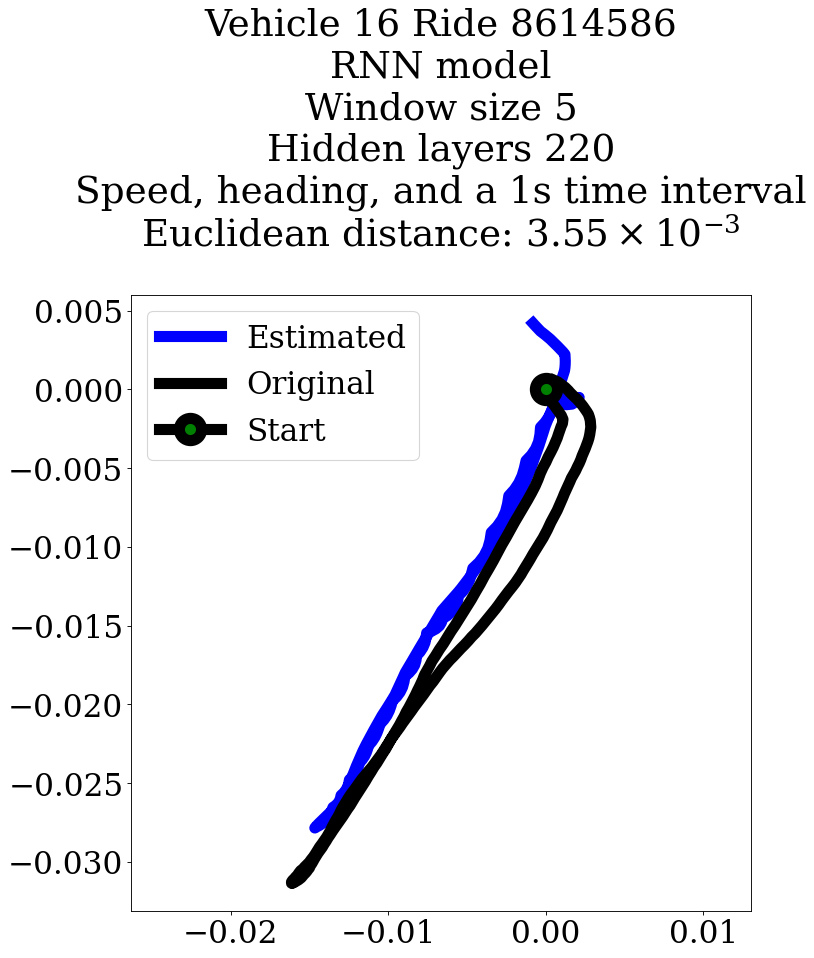 Vehicle 16 Ride 8614586
RNN model
Window size 5
Hidden layers 220
Speed, heading, and a 1s time interval
Euclidean distance: 3.55 × 10⁻³
Estimated
Original
Start
0.005
0.000
−0.005
−0.010
−0.015
−0.020
−0.025
−0.030
−0.02
−0.01
0.00
0.01